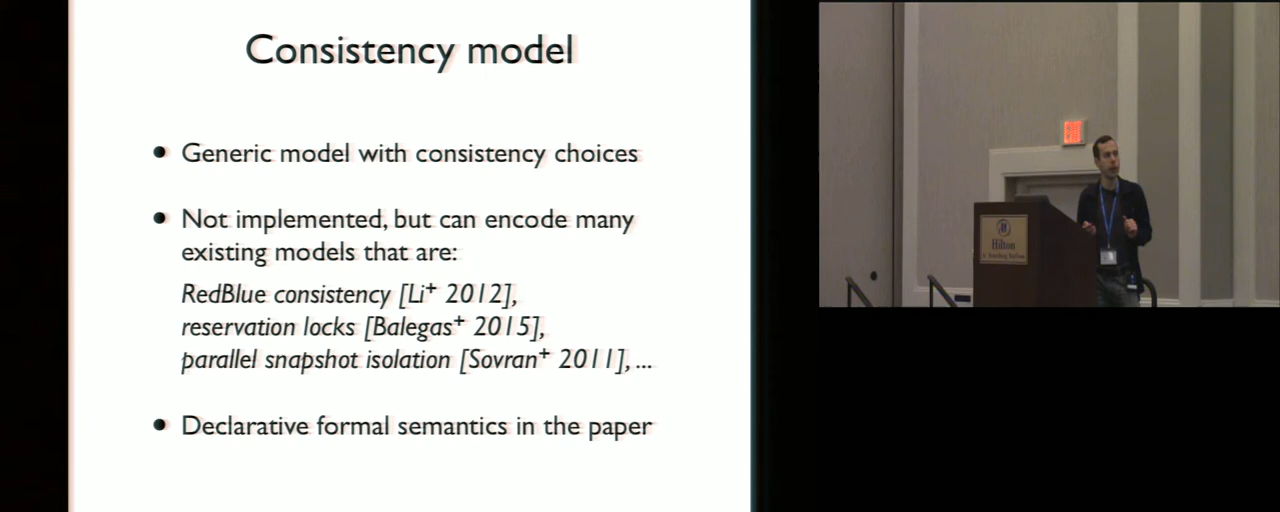 Consistency model
• Generic model with consistency choices
• Not implemented, but can encode many
existing models that are:
RedBlue consistency [Li+ 2012],
reservation locks [Balegas+ 2015],
parallel snapshot isolation [Sovran+ 2011], ...
• Declarative formal semantics in the paper
Hilton